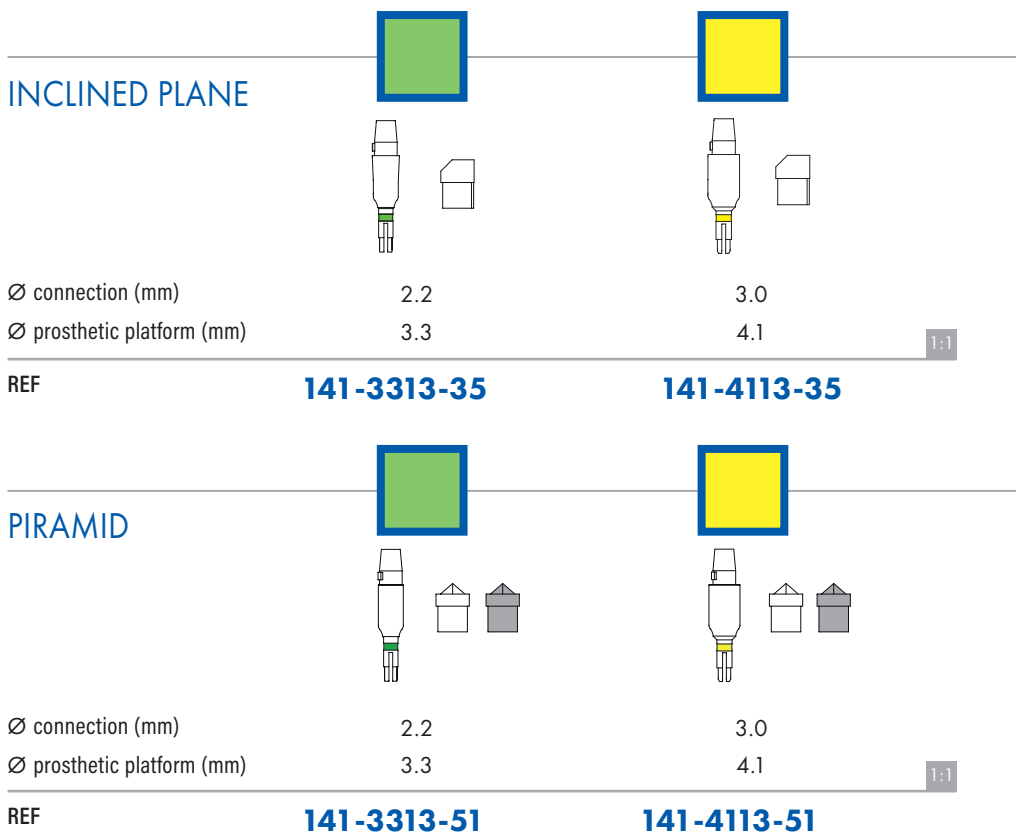 INCLINED PLANE
Ø connection (mm) 2.2 3.0
Ø prosthetic platform (mm) 3.3 4.1
1:1
REF 141-3313-35 141-4113-35
PIRAMID
Ø connection (mm) 2.2 3.0
Ø prosthetic platform (mm) 3.3 4.1
1:1
REF 141-3313-51 141-4113-51